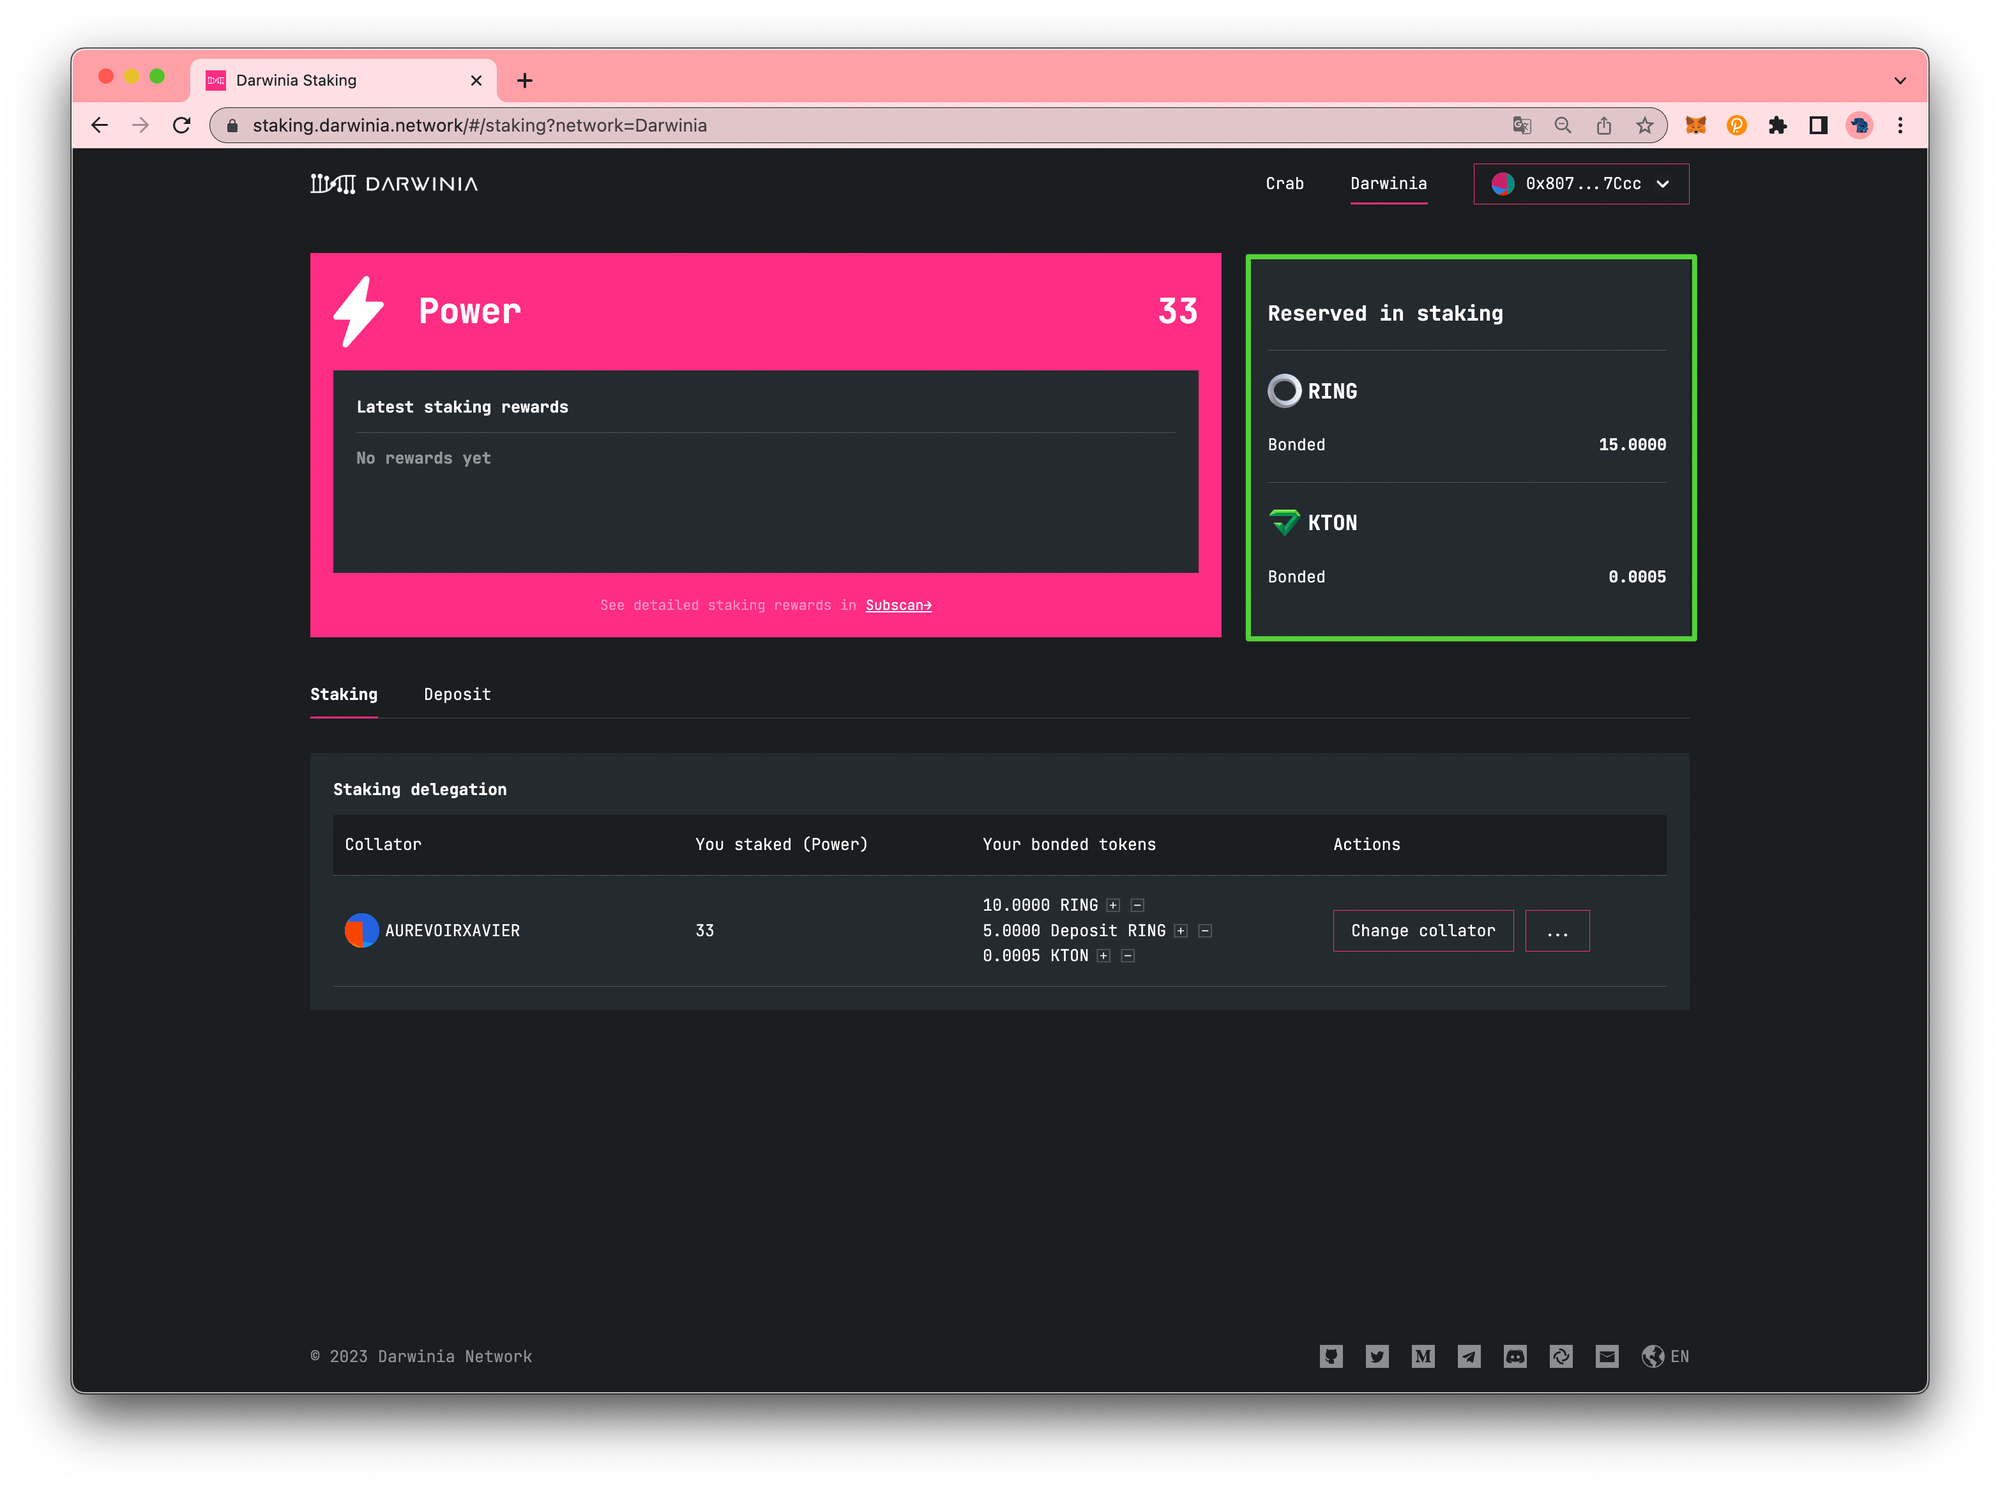 Darwinia Staking
staking.darwinia.network/#/staking?network=Darwinia
DARWINIA
Crab
Darwinia
0x807...7Ccc
Power
33
Latest staking rewards
No rewards yet
See detailed staking rewards in Subscan→
Reserved in staking
RING
Bonded 15.0000
KTON
Bonded 0.0005
Staking
Deposit
Staking delegation
Collator You staked (Power) Your bonded tokens Actions
AUREVOIRXAVIER
33
10.0000 RING + −
5.0000 Deposit RING + −
0.0005 KTON + −
Change collator
...
© 2023 Darwinia Network
EN